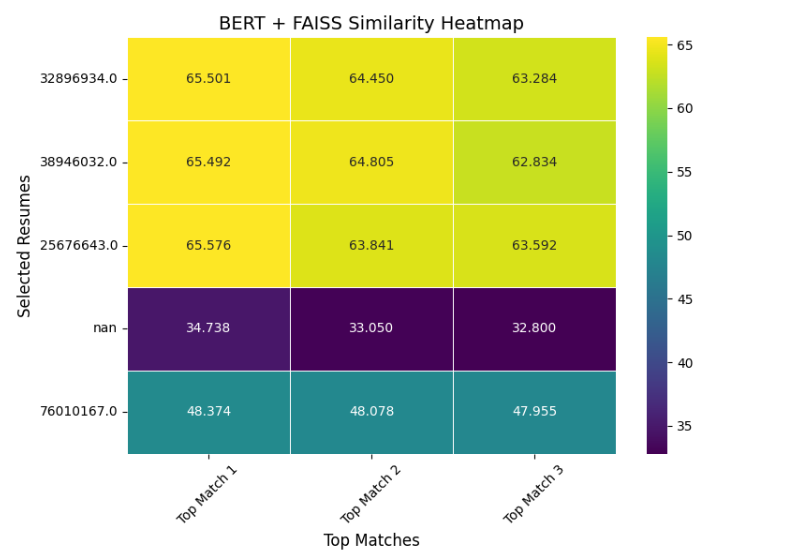 BERT + FAISS Similarity Heatmap
Selected Resumes
32896934.0 65.501 64.450 63.284
38946032.0 65.492 64.805 62.834
25676643.0 65.576 63.841 63.592
nan 34.738 33.050 32.800
76010167.0 48.374 48.078 47.955
Top Match 1 Top Match 2 Top Match 3
Top Matches
65
60
55
50
45
40
35